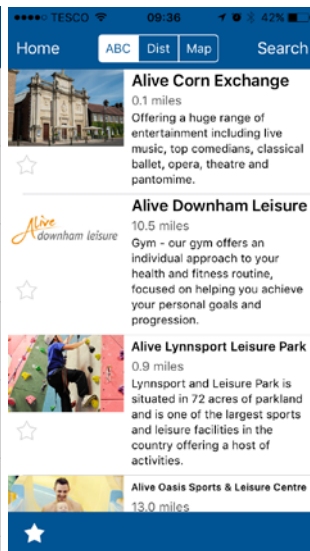 TESCO 09:36 42%
Home ABC Dist Map Search
Alive Corn Exchange
0.1 miles
Offering a huge range of
entertainment including live
music, top comedians, classical
ballet, opera, theatre and
pantomime.
Alive Downham Leisure
10.5 miles
Alive
downham leisure
Gym - our gym offers an
individual approach to your
health and fitness routine,
focused on helping you achieve
your personal goals and
progression.
Alive Lynnsport Leisure Park
0.9 miles
Lynnsport and Leisure Park is
situated in 72 acres of parkland
and is one of the largest sports
and leisure facilities in the
country offering a host of
activities.
Alive Oasis Sports & Leisure Centre
13.0 miles